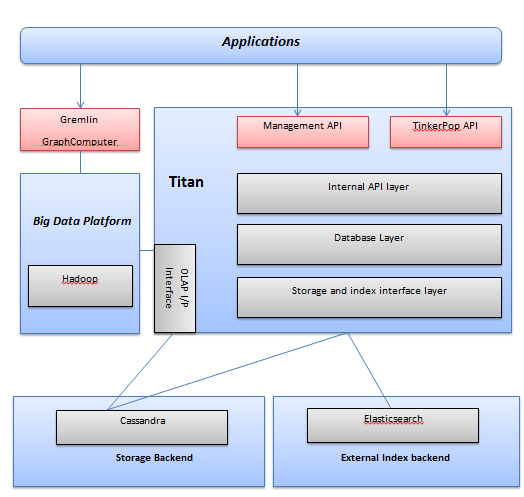 Applications
Gremlin
GraphComputer.
Management API
TinkerPop API
Titan
Internal API layer
Big Data Platform
Database Layer
Hadoop
OLAP I/P
Interface
Storage and index interface layer
Cassandra
Elasticsearch
Storage Backend
External Index backend